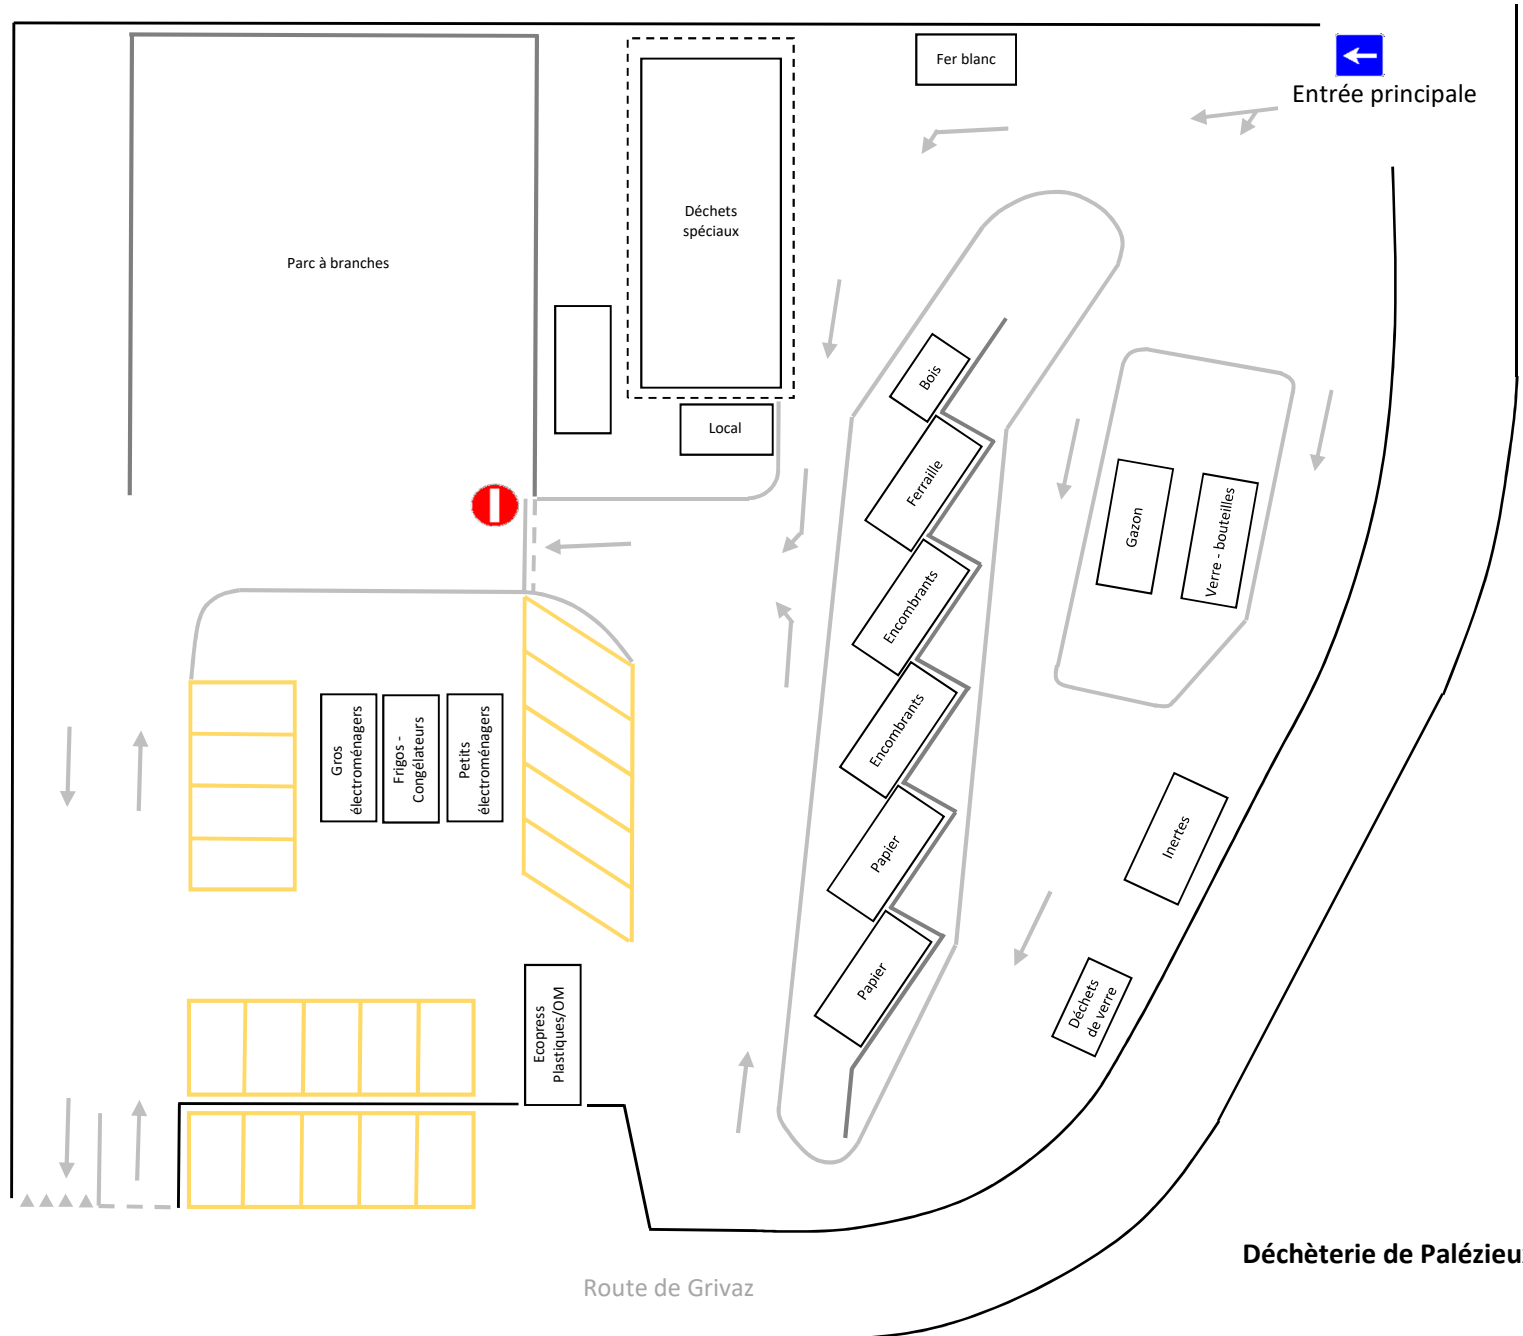 Fer blanc
Entrée principale
Déchets
spéciaux
Parc à branches
Bois
Local
Ferraille
Gazon
Verre - bouteilles
Encombrants
Encombrants
Gros
électroménagers
Frigos -
Congélateurs
Petits
électroménagers
Papier
Inertes
Papier
Déchets
de verre
Ecopress
Plastiques/OM
Déchèterie de Palézieu
Route de Grivaz